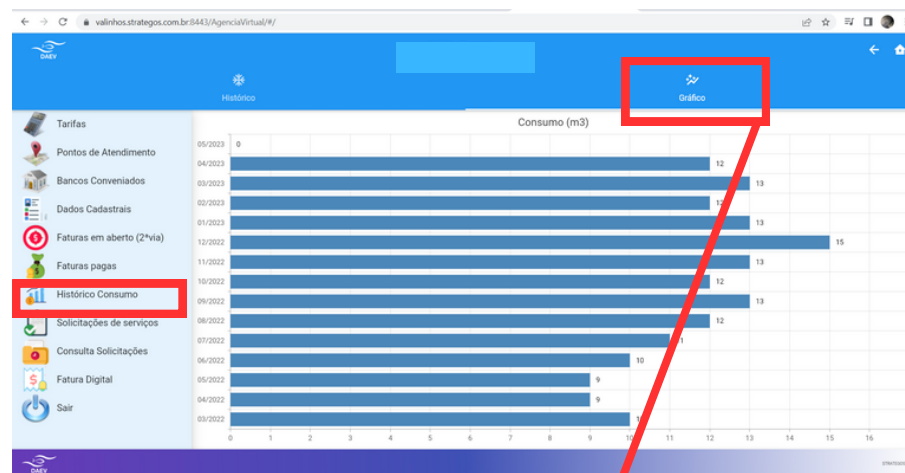 valinhos.strategos.com.br:8443/AgenciaVirtual/#/
DAEV
Histórico
Gráfico
Tarifas
Pontos de Atendimento
Bancos Conveniados
Dados Cadastrais
Faturas em aberto (2ªvia)
Faturas pagas
Histórico Consumo
Solicitações de serviços
Consulta Solicitações
Fatura Digital
Sair
Consumo (m3)
05/2023 0
04/2023 12
03/2023 13
02/2023 12
01/2023 13
12/2022 15
11/2022 13
10/2022 12
09/2022 13
08/2022 12
07/2022
06/2022 10
05/2022 9
04/2022 9
03/2022
0 1 2 3 4 5 6 7 8 9 10 11 12 13 14 15 16
DAEV